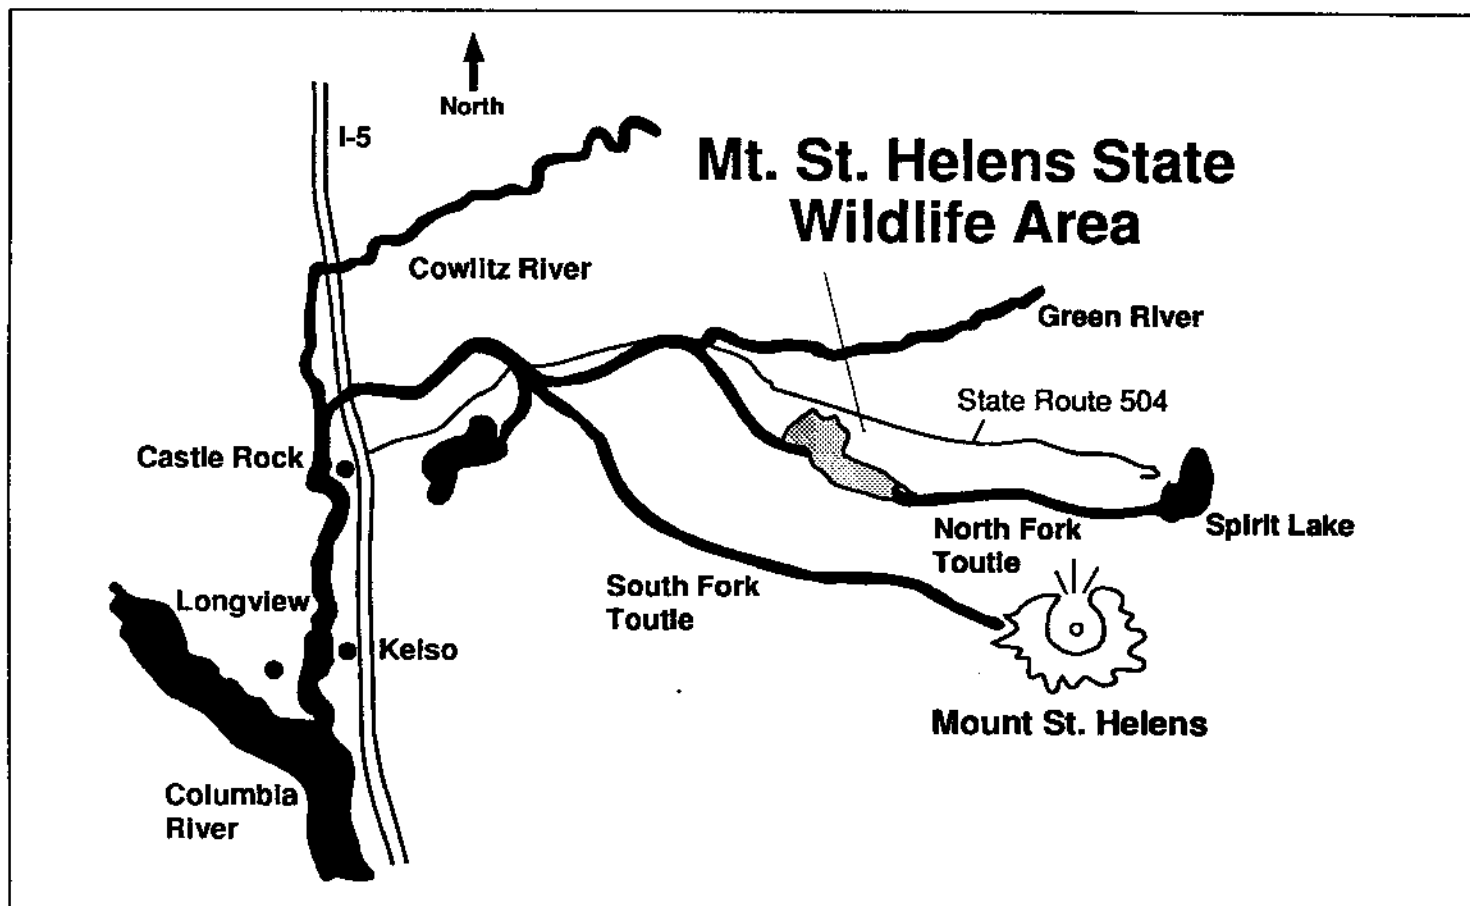 North
I-5
Mt. St. Helens State
Wildlife Area
Cowlitz River
Green River
State Route 504
Castle Rock
North Fork
Toutle
Spirit Lake
South Fork
Toutle
Longview
Kelso
Mount St. Helens
Columbia
River